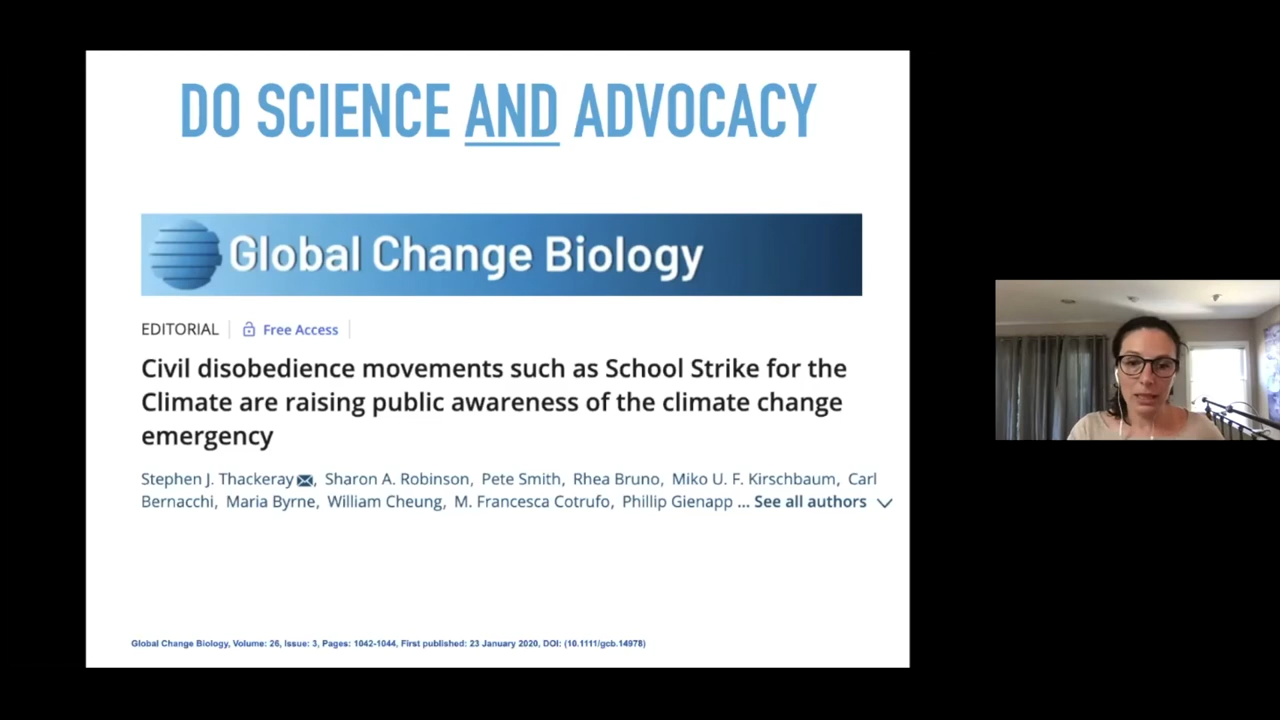 DO SCIENCE AND ADVOCACY
Global Change Biology
EDITORIAL Free Access
Civil disobedience movements such as School Strike for the
Climate are raising public awareness of the climate change
emergency
Stephen J. Thackeray, Sharon A. Robinson, Pete Smith, Rhea Bruno, Miko U. F. Kirschbaum, Carl
Bernacchi, Maria Byrne, William Cheung, M. Francesca Cotrufo, Phillip Gienapp ... See all authors
Global Change Biology, Volume: 26, Issue: 3, Pages: 1042-1044, First published: 23 January 2020, DOI: (10.1111/gcb.14978)